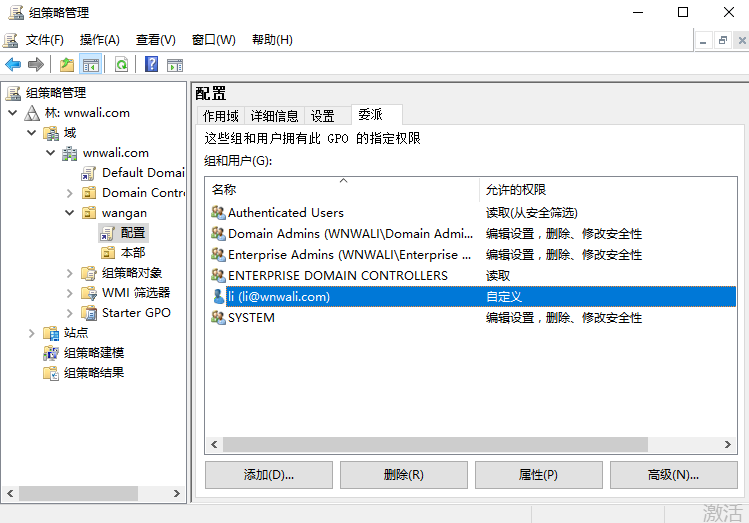 组策略管理
文件(F) 操作(A) 查看(V) 窗口(W) 帮助(H)
组策略管理
林: wnwali.com
域
wnwali.com
Default Domai
Domain Contr
wangan
配置
本部
组策略对象
WMI 筛选器
Starter GPO
站点
组策略建模
组策略结果
配置
作用域 详细信息 设置 委派
这些组和用户拥有此 GPO 的指定权限
组和用户(G):
名称 允许的权限
Authenticated Users 读取(从安全筛选)
Domain Admins (WNWALI\Domain Admi... 编辑设置，删除、修改安全性
Enterprise Admins (WNWALI\Enterprise ... 编辑设置，删除、修改安全性
ENTERPRISE DOMAIN CONTROLLERS 读取
li (li@wnwali.com) 自定义
SYSTEM 编辑设置，删除、修改安全性
添加(D)... 删除(R) 属性(P) 高级(N)...
激活